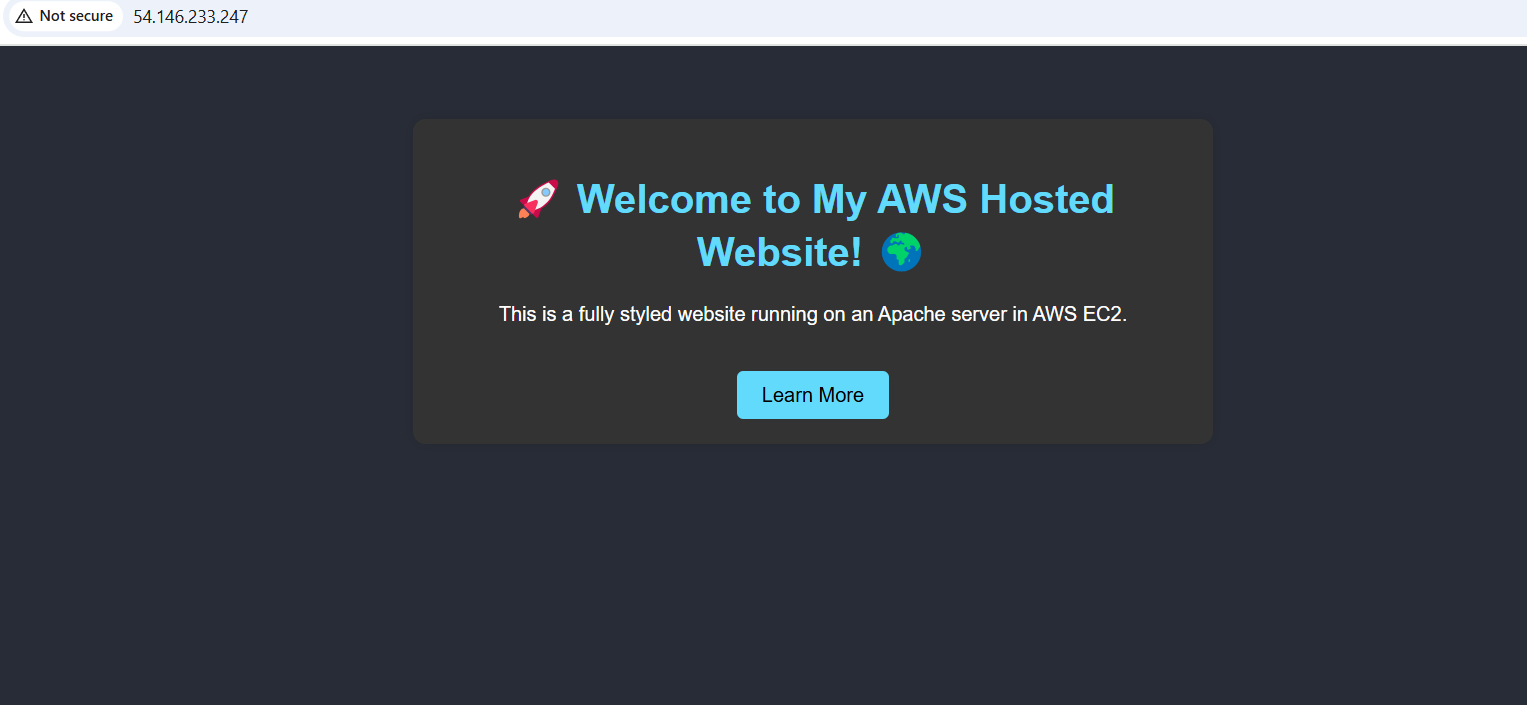 Not secure 54.146.233.247
🚀 Welcome to My AWS Hosted
Website! 🌍
This is a fully styled website running on an Apache server in AWS EC2.
Learn More